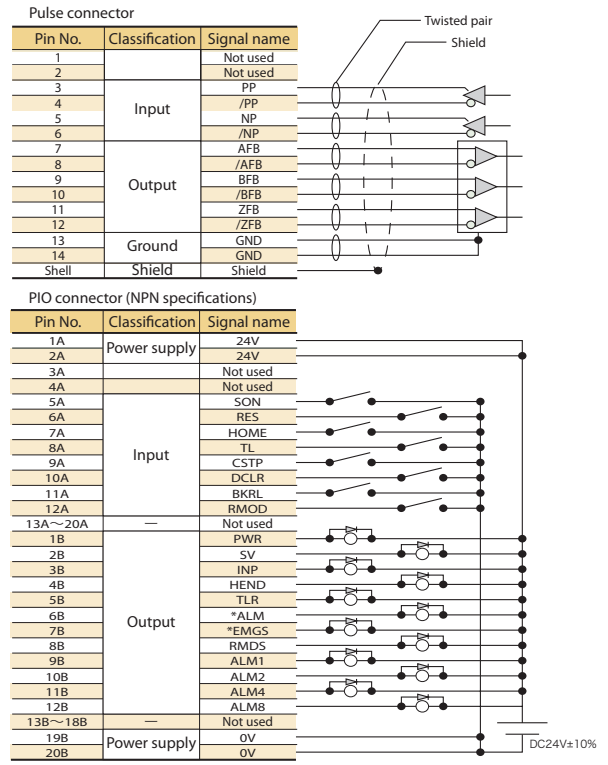 Pulse connector
Twisted pair
Shield
Pin No. Classification Signal name
1 Not used
2 Not used
3 PP
4 /PP
Input
5 NP
6 /NP
7 AFB
8 /AFB
9 BFB
Output
10 /BFB
11 ZFB
12 /ZFB
13 GND
Ground
14 GND
Shell Shield Shield
PIO connector (NPN specifications)
Pin No. Classification Signal name
1A 24V
Power supply
2A 24V
3A Not used
4A Not used
5A SON
6A RES
7A HOME
8A TL
Input
9A CSTP
10A DCLR
11A BKRL
12A RMOD
13A～20A — Not used
1B PWR
2B SV
3B INP
4B HEND
5B TLR
6B *ALM
Output
7B *EMGS
8B RMDS
9B ALM1
10B ALM2
11B ALM4
12B ALM8
13B～18B — Not used
19B 0V
Power supply
20B 0V
DC24V±10%